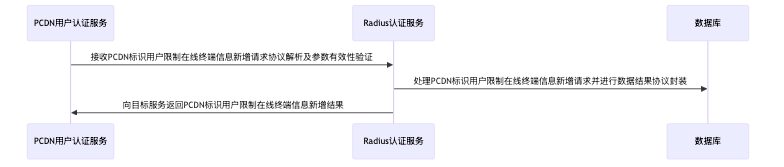 PCDN用户认证服务
Radius认证服务
数据库
接收PCDN标识用户限制在线终端信息新增请求协议解析及参数有效性验证
处理PCDN标识用户限制在线终端信息新增请求并进行数据结果协议封装
向目标服务返回PCDN标识用户限制在线终端信息新增结果
PCDN用户认证服务
Radius认证服务
数据库